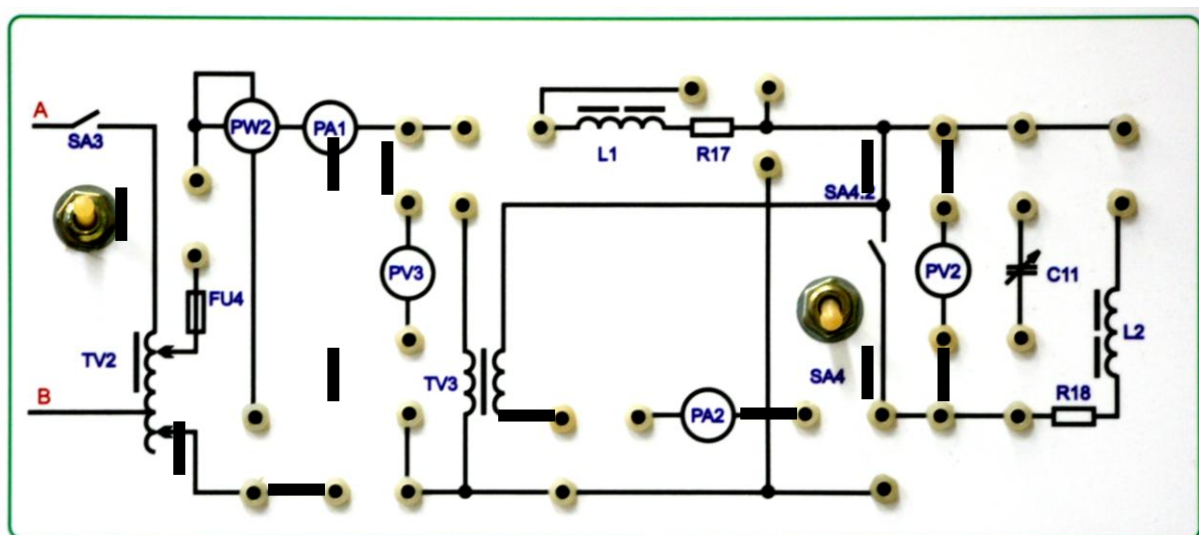 A
SA3
PW2
PA1
L1
R17
SA4.2
PV3
PV2
C11
FU4
TV2
TV3
L2
B
SA4
R18
PA2